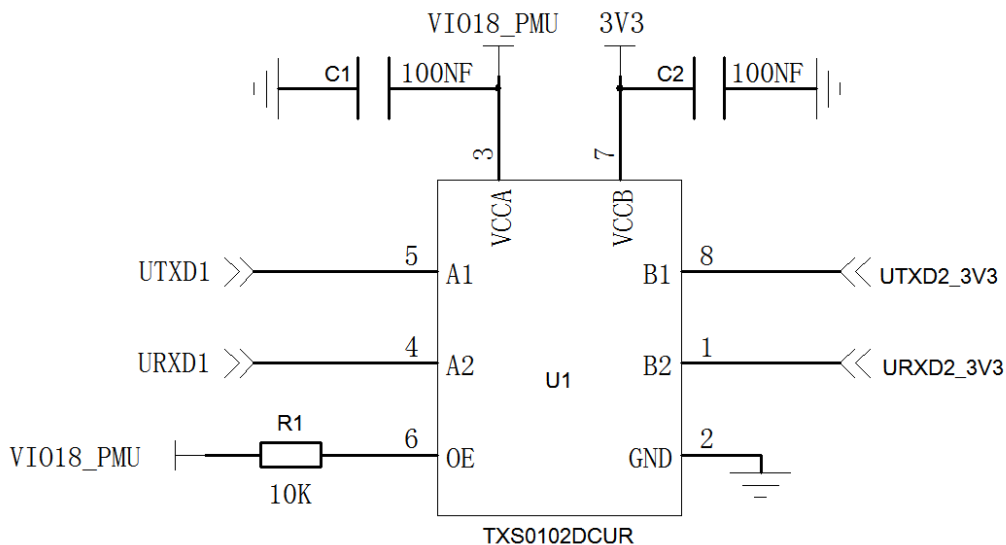 VIO18_PMU 3V3
C1 100NF C2 100NF
3 7
VCCA VCCB
UTXD1 5 A1 B1 8 UTXD2_3V3
URXD1 4 A2 B2 1 URXD2_3V3
U1
R1
VIO18_PMU 6 OE GND 2
10K
TXS0102DCUR